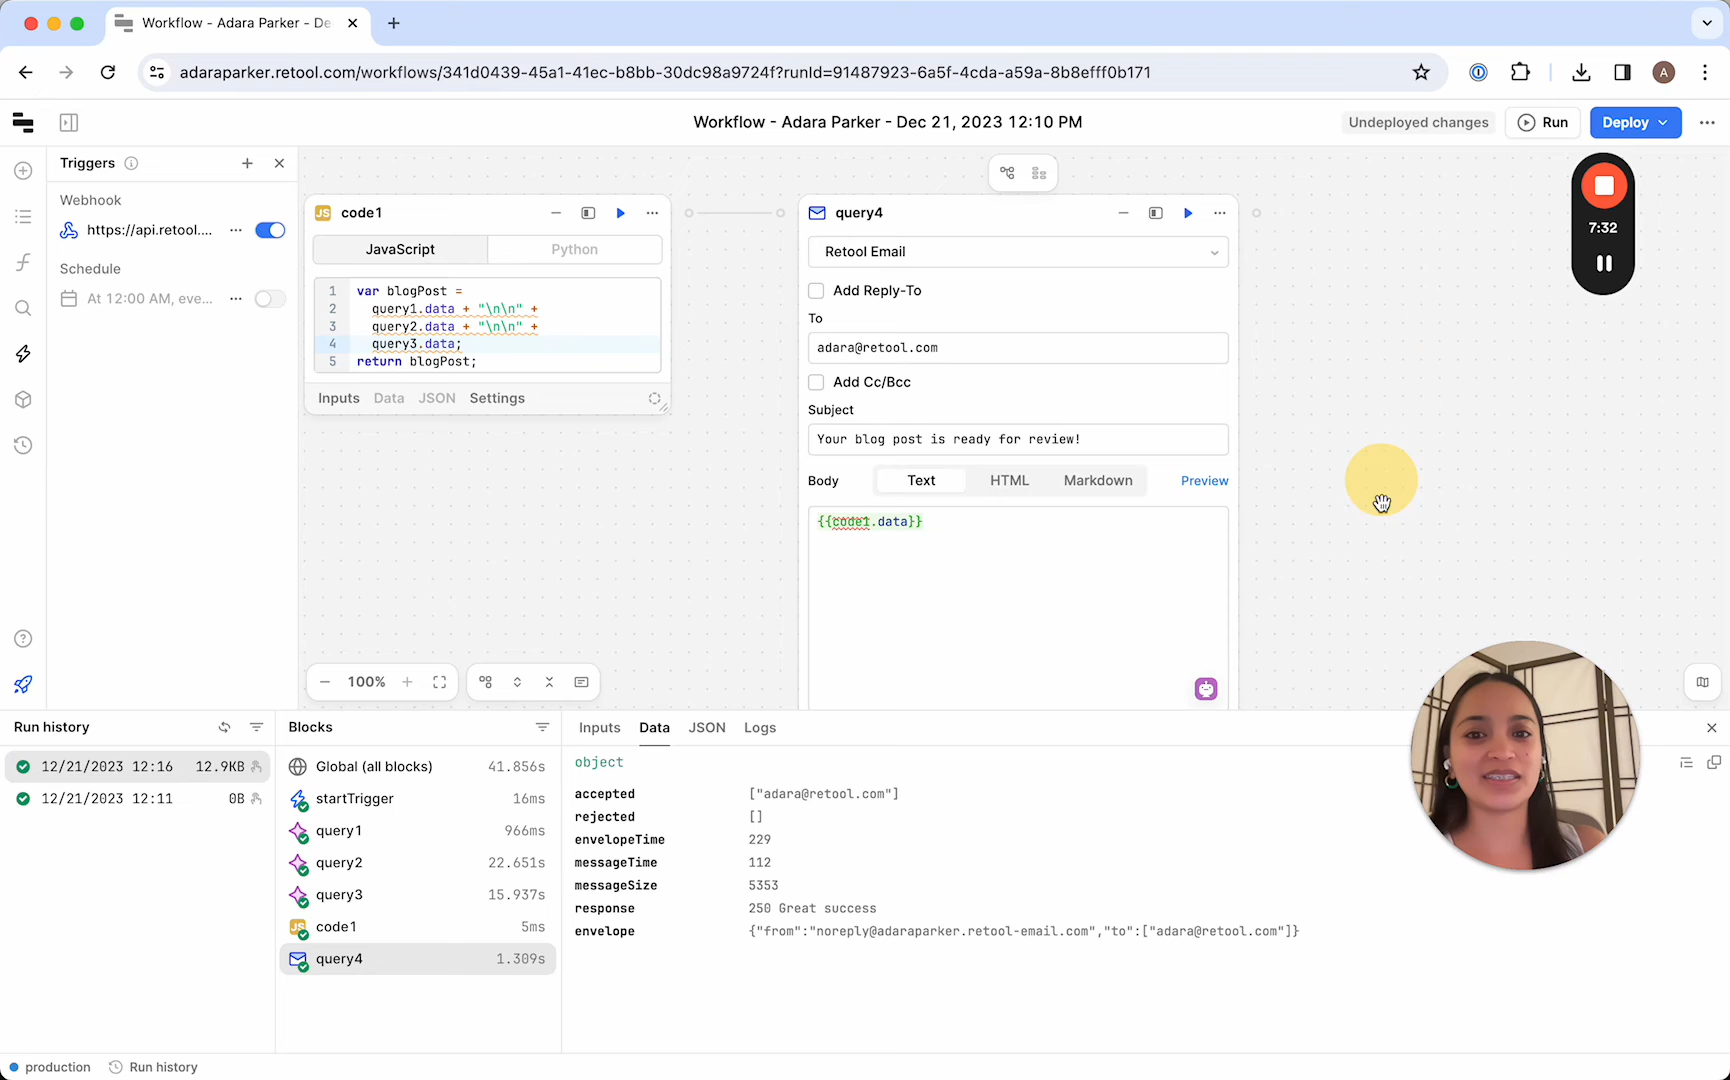 Workflow - Adara Parker - De
adaraparker.retool.com/workflows/341d0439-45a1-41ec-b8bb-30dc98a9724f?runId=91487923-6a5f-4cda-a59a-8b8efff0b171
A
Workflow - Adara Parker - Dec 21, 2023 12:10 PM
Undeployed changes
Run
Deploy
Triggers
Webhook
https://api.retool....
Schedule
At 12:00 AM, eve...
JS code1
JavaScript
Python
1 var blogPost =
2 query1.data + "\n\n" +
3 query2.data + "\n\n" +
4 query3.data;
5 return blogPost;
Inputs Data JSON Settings
query4
Retool Email
Add Reply-To
To
adara@retool.com
Add Cc/Bcc
Subject
Your blog post is ready for review!
Body Text HTML Markdown Preview
{{code1.data}}
7:32
100%
Run history
12/21/2023 12:16 12.9KB
12/21/2023 12:11 0B
Blocks
Global (all blocks) 41.856s
startTrigger 16ms
query1 966ms
query2 22.651s
query3 15.937s
JS code1 5ms
query4 1.309s
Inputs Data JSON Logs
object
accepted ["adara@retool.com"]
rejected []
envelopeTime 229
messageTime 112
messageSize 5353
response 250 Great success
envelope {"from":"noreply@adaraparker.retool-email.com","to":["adara@retool.com"]}
production Run history